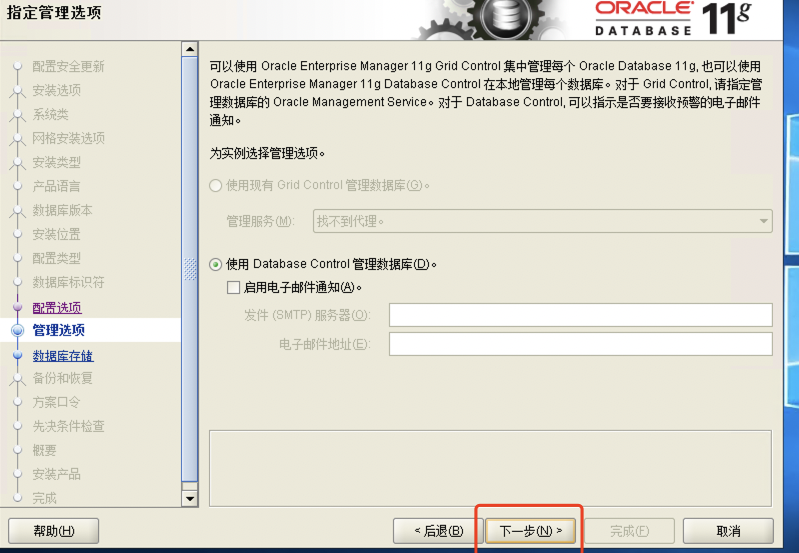 指定管理选项
ORACLE®
DATABASE 11g
配置安全更新
安装选项
系统类
网格安装选项
安装类型
产品语言
数据库版本
安装位置
配置类型
数据库标识符
配置选项
管理选项
数据库存储
备份和恢复
方案口令
先决条件检查
概要
安装产品
完成
可以使用 Oracle Enterprise Manager 11g Grid Control 集中管理每个 Oracle Database 11g, 也可以使用
Oracle Enterprise Manager 11g Database Control 在本地管理每个数据库。对于 Grid Control, 请指定管
理数据库的 Oracle Management Service。对于 Database Control, 可以指示是否要接收预警的电子邮件
通知。
为实例选择管理选项。
使用现有 Grid Control 管理数据库(G)。
管理服务(M): 找不到代理。
使用 Database Control 管理数据库(D)。
启用电子邮件通知(A)。
发件 (SMTP) 服务器(O):
电子邮件地址(E):
帮助(H) < 后退(B) 下一步(N) > 完成(F) 取消